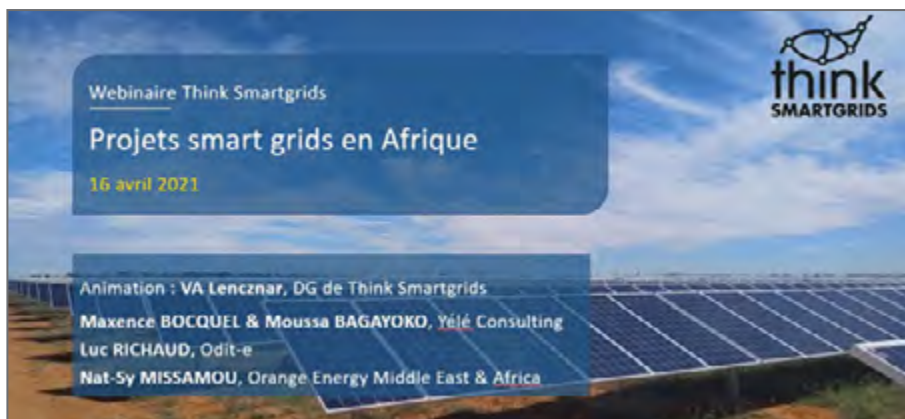 Webinaire Think Smartgrids
Projets smart grids en Afrique
16 avril 2021
think
SMARTGRIDS
Animation : VA Lencznar, DG de Think Smartgrids
Maxence BOCQUEL & Moussa BAGAYOKO, Yélé Consulting
Luc RICHAUD, Odit-e
Nat-Sy MISSAMOU, Orange Energy Middle East & Africa